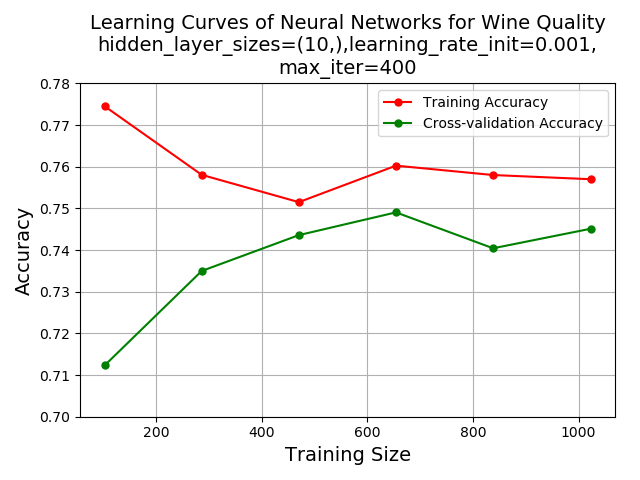 Learning Curves of Neural Networks for Wine Quality
hidden_layer_sizes=(10,),learning_rate_init=0.001,
max_iter=400
Training Accuracy
Cross-validation Accuracy
0.78
0.77
0.76
0.75
0.74
0.73
0.72
0.71
0.70
Accuracy
200
400
600
800
1000
Training Size